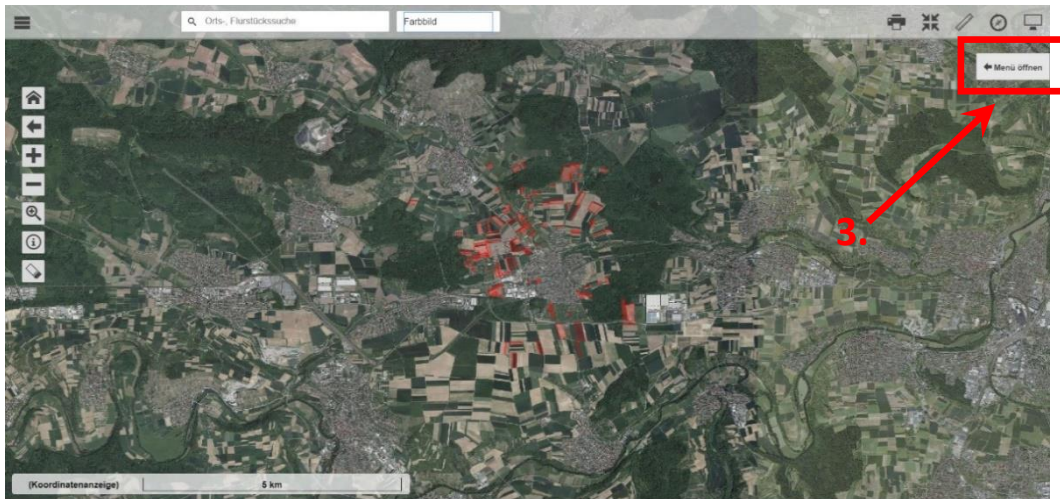 Orts-, Flurstückssuche
Farbbild
Menü öffnen
3.
(Koordinatenanzeige)
5 km